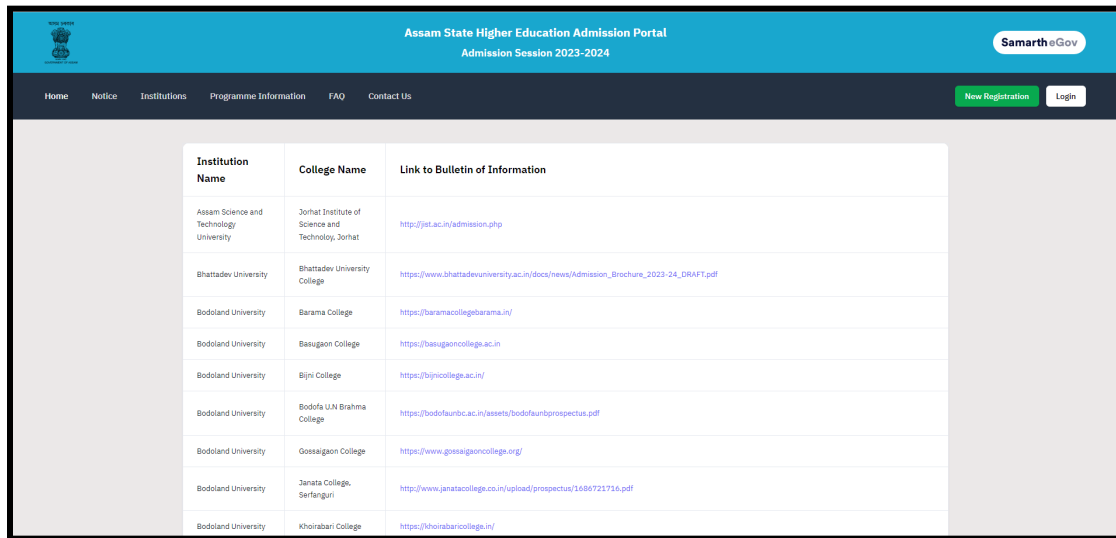 Assam State Higher Education Admission Portal
Admission Session 2023-2024
Samarth eGov
Home Notice Institutions Programme Information FAQ Contact Us New Registration Login
Institution Name College Name Link to Bulletin of Information
Assam Science and Technology University Jorhat Institute of Science and Technoloy, Jorhat http://jist.ac.in/admission.php
Bhattadev University Bhattadev University College https://www.bhattadevuniversity.ac.in/docs/news/Admission_Brochure_2023-24_DRAFT.pdf
Bodoland University Barama College https://baramacollegebarama.in/
Bodoland University Basugaon College https://basugaoncollege.ac.in
Bodoland University Bijni College https://bijnicollege.ac.in/
Bodoland University Bodofa U.N Brahma College https://bodofaunbc.ac.in/assets/bodofaunbprospectus.pdf
Bodoland University Gossaigaon College https://www.gossaigaoncollege.org/
Bodoland University Janata College, Serfanguri http://www.janatacollege.co.in/upload/prospectus/1686721716.pdf
Bodoland University Khoirabari College https://khoirabaricollege.in/